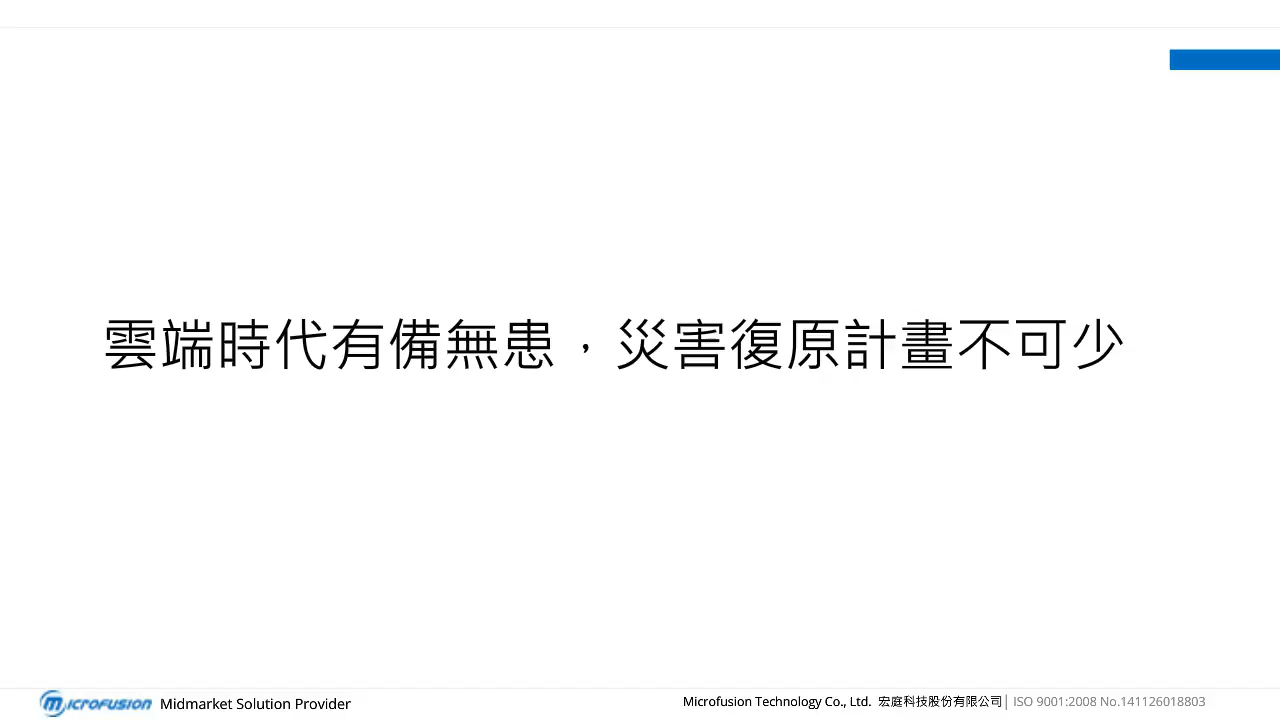 雲端時代有備無患，災害復原計畫不可少
Microfusion Midmarket Solution Provider
Microfusion Technology Co., Ltd. 宏庭科技股份有限公司| ISO 9001:2008 No.141126018803